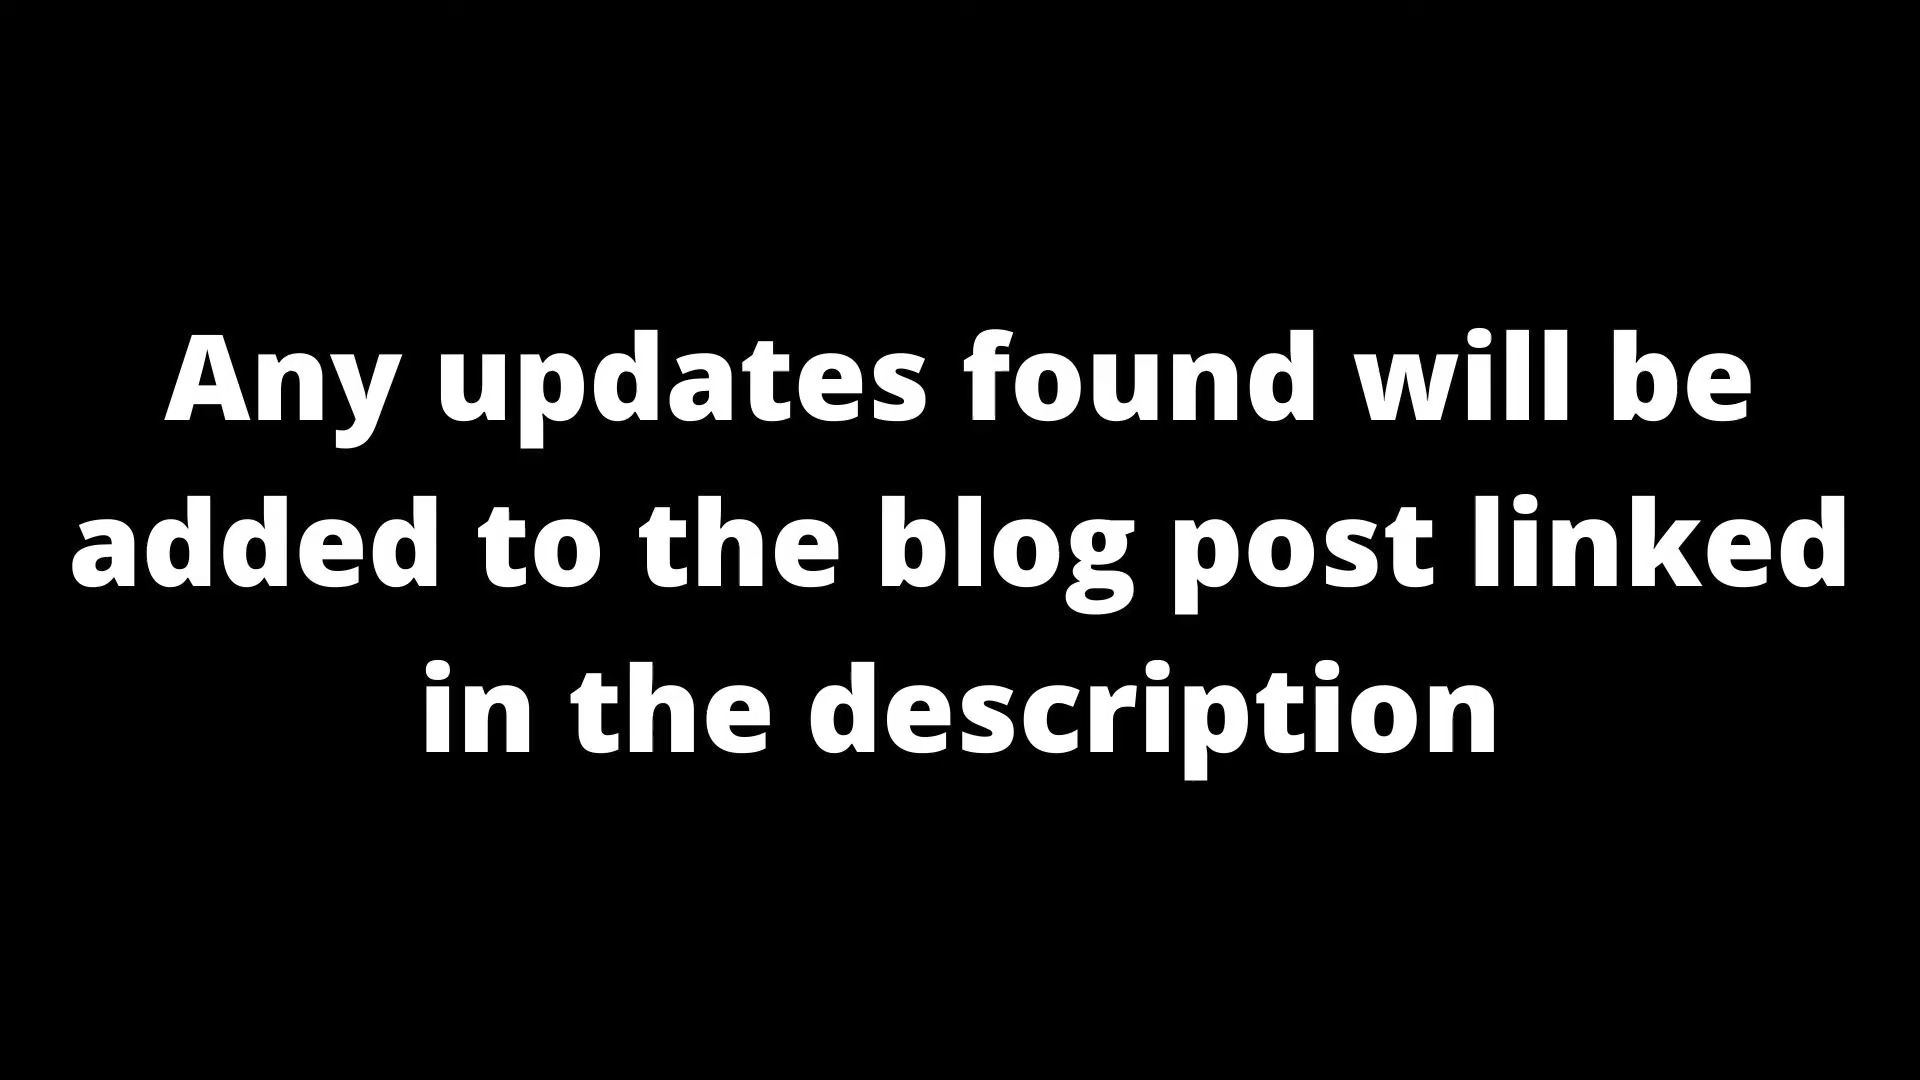 Any updates found will be
added to the blog post linked
in the description